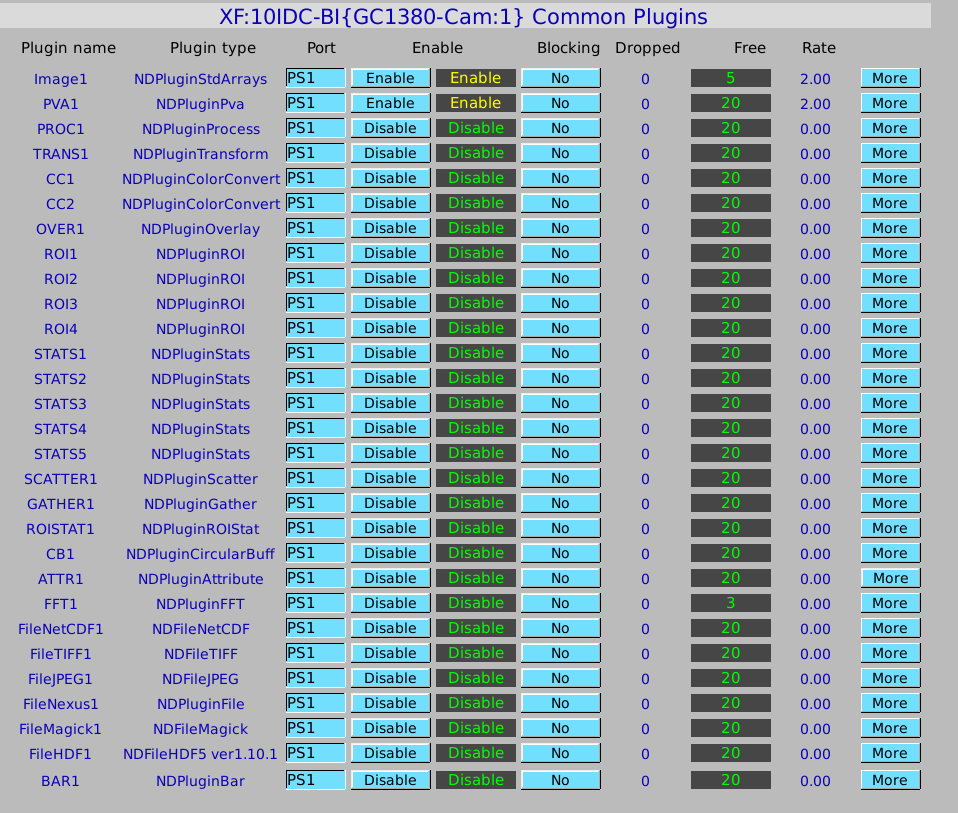 XF:10IDC-BI{GC1380-Cam:1} Common Plugins
Plugin name Plugin type Port Enable Blocking Dropped Free Rate
Image1 NDPluginStdArrays PS1 Enable Enable No 0 5 2.00 More
PVA1 NDPluginPva PS1 Enable Enable No 0 20 2.00 More
PROC1 NDPluginProcess PS1 Disable Disable No 0 20 0.00 More
TRANS1 NDPluginTransform PS1 Disable Disable No 0 20 0.00 More
CC1 NDPluginColorConvert PS1 Disable Disable No 0 20 0.00 More
CC2 NDPluginColorConvert PS1 Disable Disable No 0 20 0.00 More
OVER1 NDPluginOverlay PS1 Disable Disable No 0 20 0.00 More
ROI1 NDPluginROI PS1 Disable Disable No 0 20 0.00 More
ROI2 NDPluginROI PS1 Disable Disable No 0 20 0.00 More
ROI3 NDPluginROI PS1 Disable Disable No 0 20 0.00 More
ROI4 NDPluginROI PS1 Disable Disable No 0 20 0.00 More
STATS1 NDPluginStats PS1 Disable Disable No 0 20 0.00 More
STATS2 NDPluginStats PS1 Disable Disable No 0 20 0.00 More
STATS3 NDPluginStats PS1 Disable Disable No 0 20 0.00 More
STATS4 NDPluginStats PS1 Disable Disable No 0 20 0.00 More
STATS5 NDPluginStats PS1 Disable Disable No 0 20 0.00 More
SCATTER1 NDPluginScatter PS1 Disable Disable No 0 20 0.00 More
GATHER1 NDPluginGather PS1 Disable Disable No 0 20 0.00 More
ROISTAT1 NDPluginROIStat PS1 Disable Disable No 0 20 0.00 More
CB1 NDPluginCircularBuff PS1 Disable Disable No 0 20 0.00 More
ATTR1 NDPluginAttribute PS1 Disable Disable No 0 20 0.00 More
FFT1 NDPluginFFT PS1 Disable Disable No 0 3 0.00 More
FileNetCDF1 NDFileNetCDF PS1 Disable Disable No 0 20 0.00 More
FileTIFF1 NDFileTIFF PS1 Disable Disable No 0 20 0.00 More
FileJPEG1 NDFileJPEG PS1 Disable Disable No 0 20 0.00 More
FileNexus1 NDPluginFile PS1 Disable Disable No 0 20 0.00 More
FileMagick1 NDFileMagick PS1 Disable Disable No 0 20 0.00 More
FileHDF1 NDFileHDF5 ver1.10.1 PS1 Disable Disable No 0 20 0.00 More
BAR1 NDPluginBar PS1 Disable Disable No 0 20 0.00 More